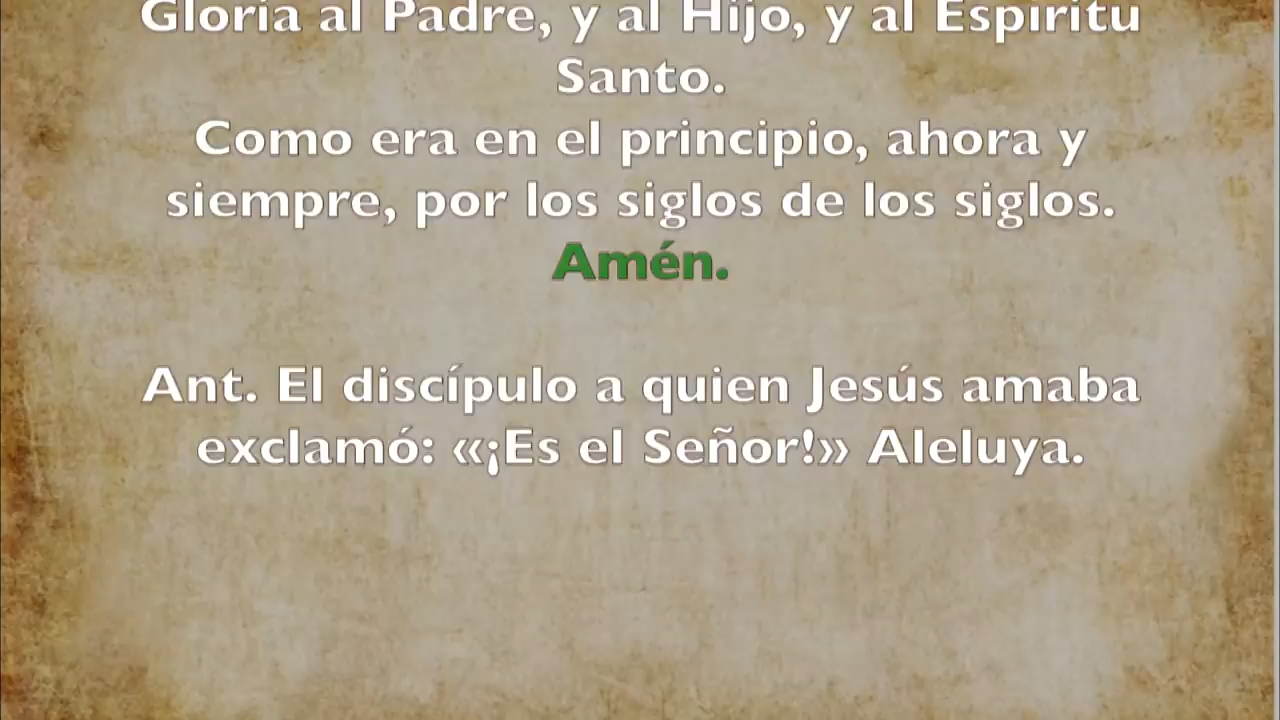 Gloria al Padre, y al Hijo, y al Espíritu
Santo.
Como era en el principio, ahora y
siempre, por los siglos de los siglos.
Amén.
Ant. El discípulo a quien Jesús amaba
exclamó: «¡Es el Señor!» Aleluya.